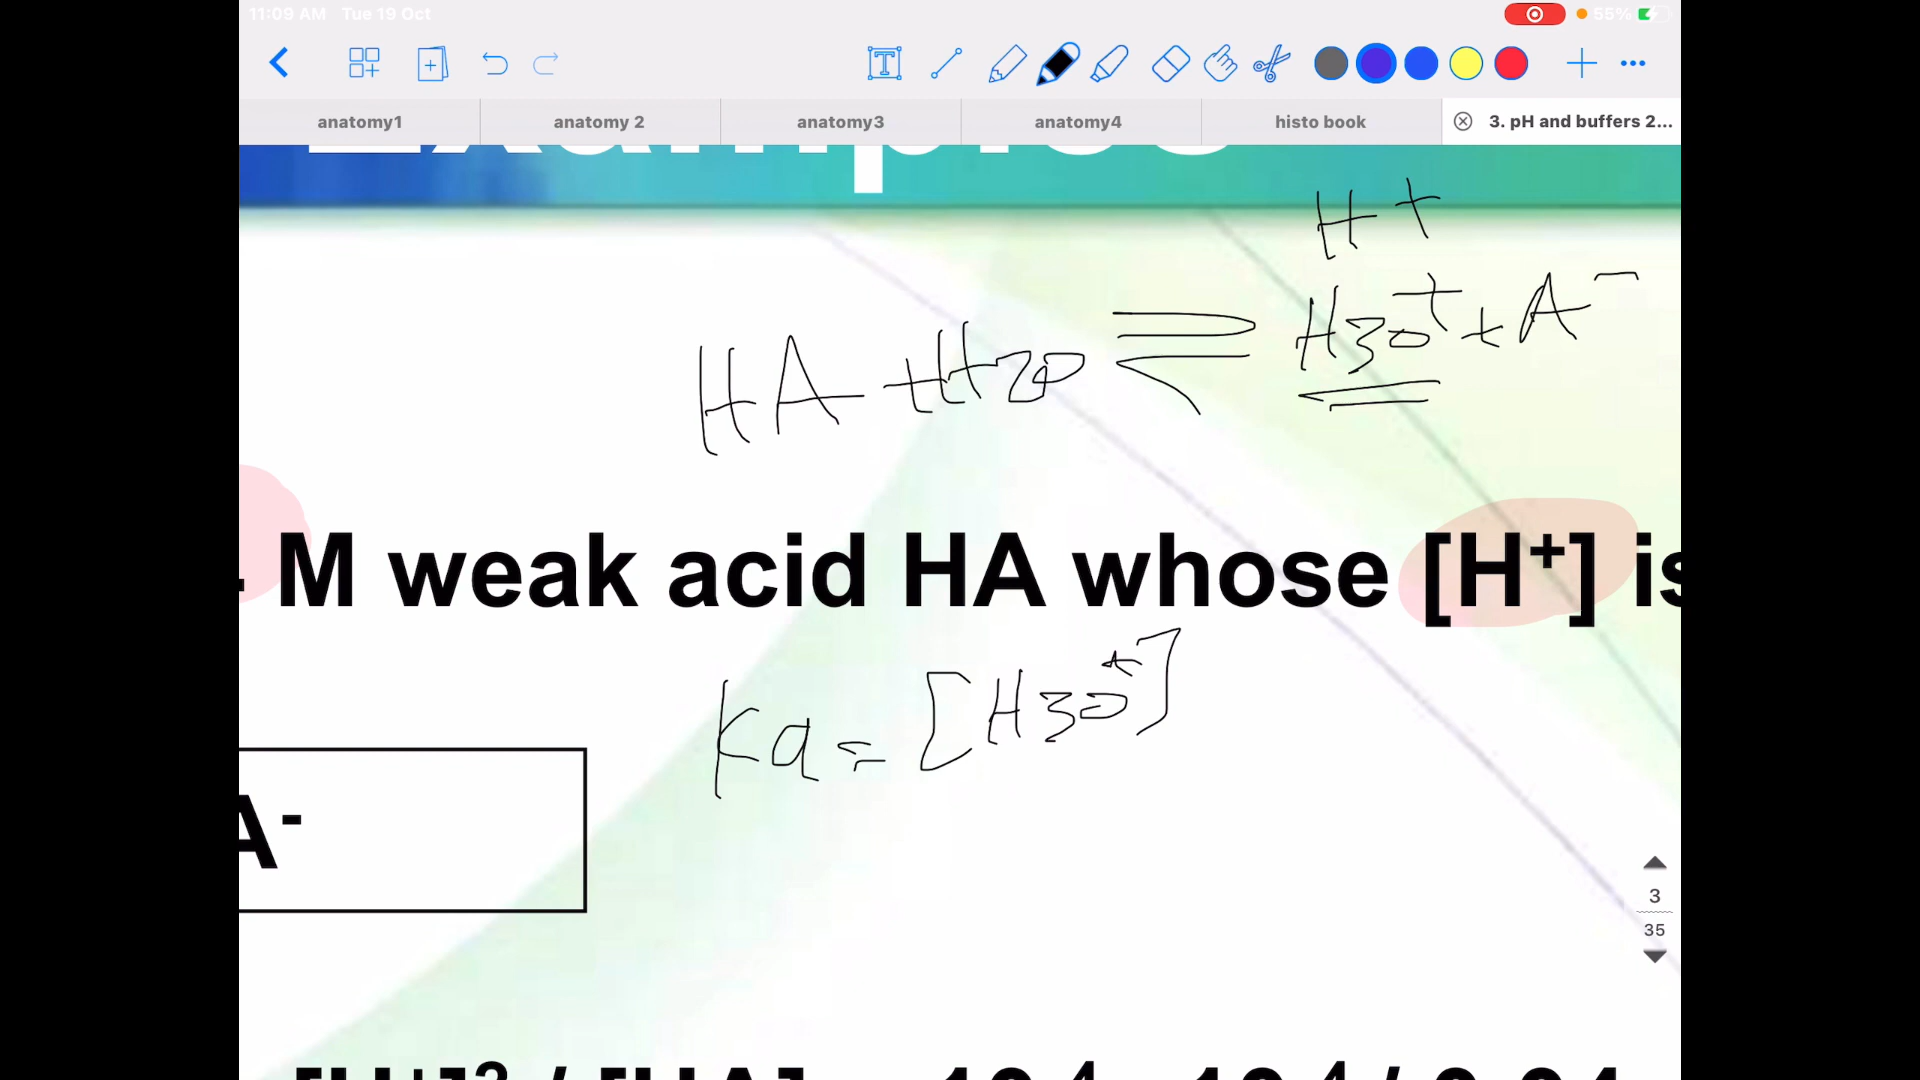 11:09 AM Tue 19 Oct
55%
T
anatomy1 anatomy 2 anatomy3 anatomy4 histo book 3. pH and buffers 2...
H+
HA + H2O ⇌ H3O+ + A-
M weak acid HA whose [H+] is
Ka = [H3O+]
A-
3
35